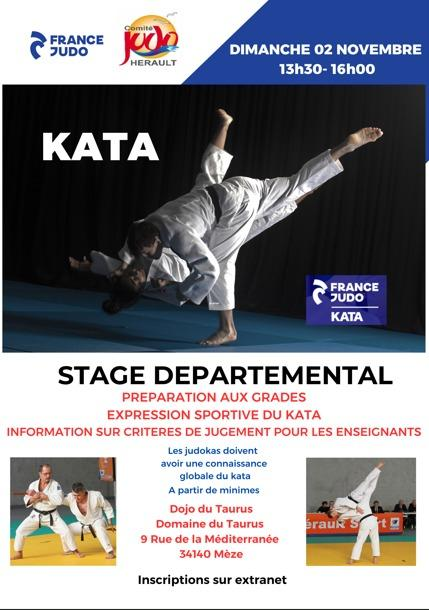 FRANCE
JUDO
Comité
Judo
HERAULT
DIMANCHE 02 NOVEMBRE
13h30- 16h00
KATA
FRANCE
JUDO
KATA
STAGE DEPARTEMENTAL
PREPARATION AUX GRADES
EXPRESSION SPORTIVE DU KATA
INFORMATION SUR CRITERES DE JUGEMENT POUR LES ENSEIGNANTS
Les judokas doivent
avoir une connaissance
globale du kata
A partir de minimes
Dojo du Taurus
Domaine du Taurus
9 Rue de la Méditerranée
34140 Mèze
érault Sport
Inscriptions sur extranet